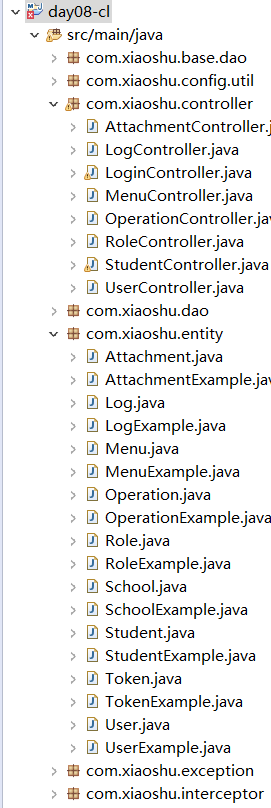 day08-cl
src/main/java
com.xiaoshu.base.dao
com.xiaoshu.config.util
com.xiaoshu.controller
AttachmentController.j
LogController.java
LoginController.java
MenuController.java
OperationController.jav
RoleController.java
StudentController.java
UserController.java
com.xiaoshu.dao
com.xiaoshu.entity
Attachment.java
AttachmentExample.jav
Log.java
LogExample.java
Menu.java
MenuExample.java
Operation.java
OperationExample.java
Role.java
RoleExample.java
School.java
SchoolExample.java
Student.java
StudentExample.java
Token.java
TokenExample.java
User.java
UserExample.java
com.xiaoshu.exception
com.xiaoshu.interceptor